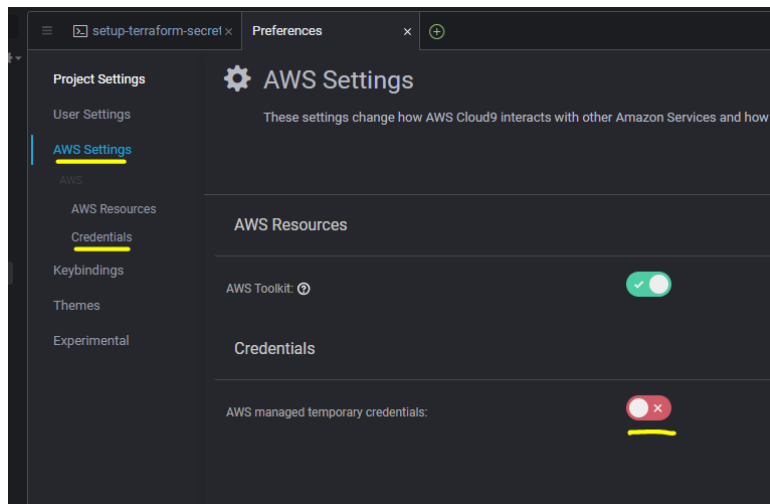 setup-terraform-secret ×
Preferences ×
Project Settings
User Settings
AWS Settings
AWS
AWS Resources
Credentials
Keybindings
Themes
Experimental
AWS Settings
These settings change how AWS Cloud9 interacts with other Amazon Services and how
AWS Resources
AWS Toolkit:
Credentials
AWS managed temporary credentials: